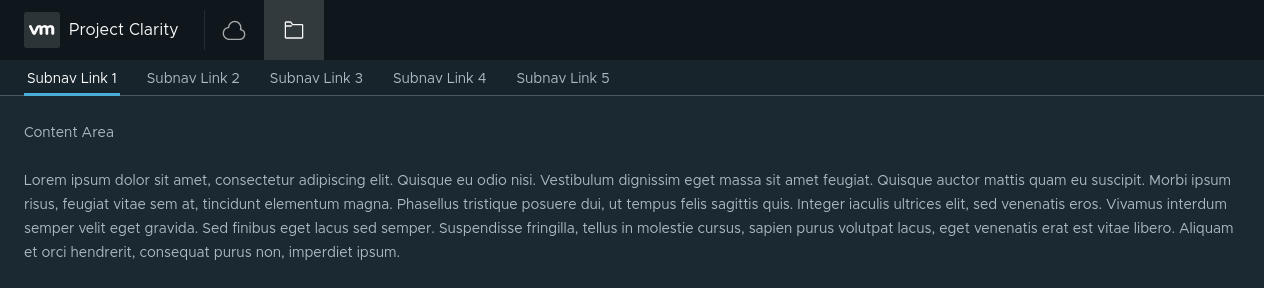 vm Project Clarity
Subnav Link 1 Subnav Link 2 Subnav Link 3 Subnav Link 4 Subnav Link 5
Content Area
Lorem ipsum dolor sit amet, consectetur adipiscing elit. Quisque eu odio nisi. Vestibulum dignissim eget massa sit amet feugiat. Quisque auctor mattis quam eu suscipit. Morbi ipsum
risus, feugiat vitae sem at, tincidunt elementum magna. Phasellus tristique posuere dui, ut tempus felis sagittis quis. Integer iaculis ultrices elit, sed venenatis eros. Vivamus interdum
semper velit eget gravida. Sed finibus eget lacus sed semper. Suspendisse fringilla, tellus in molestie cursus, sapien purus volutpat lacus, eget venenatis erat est vitae libero. Aliquam
et orci hendrerit, consequat purus non, imperdiet ipsum.